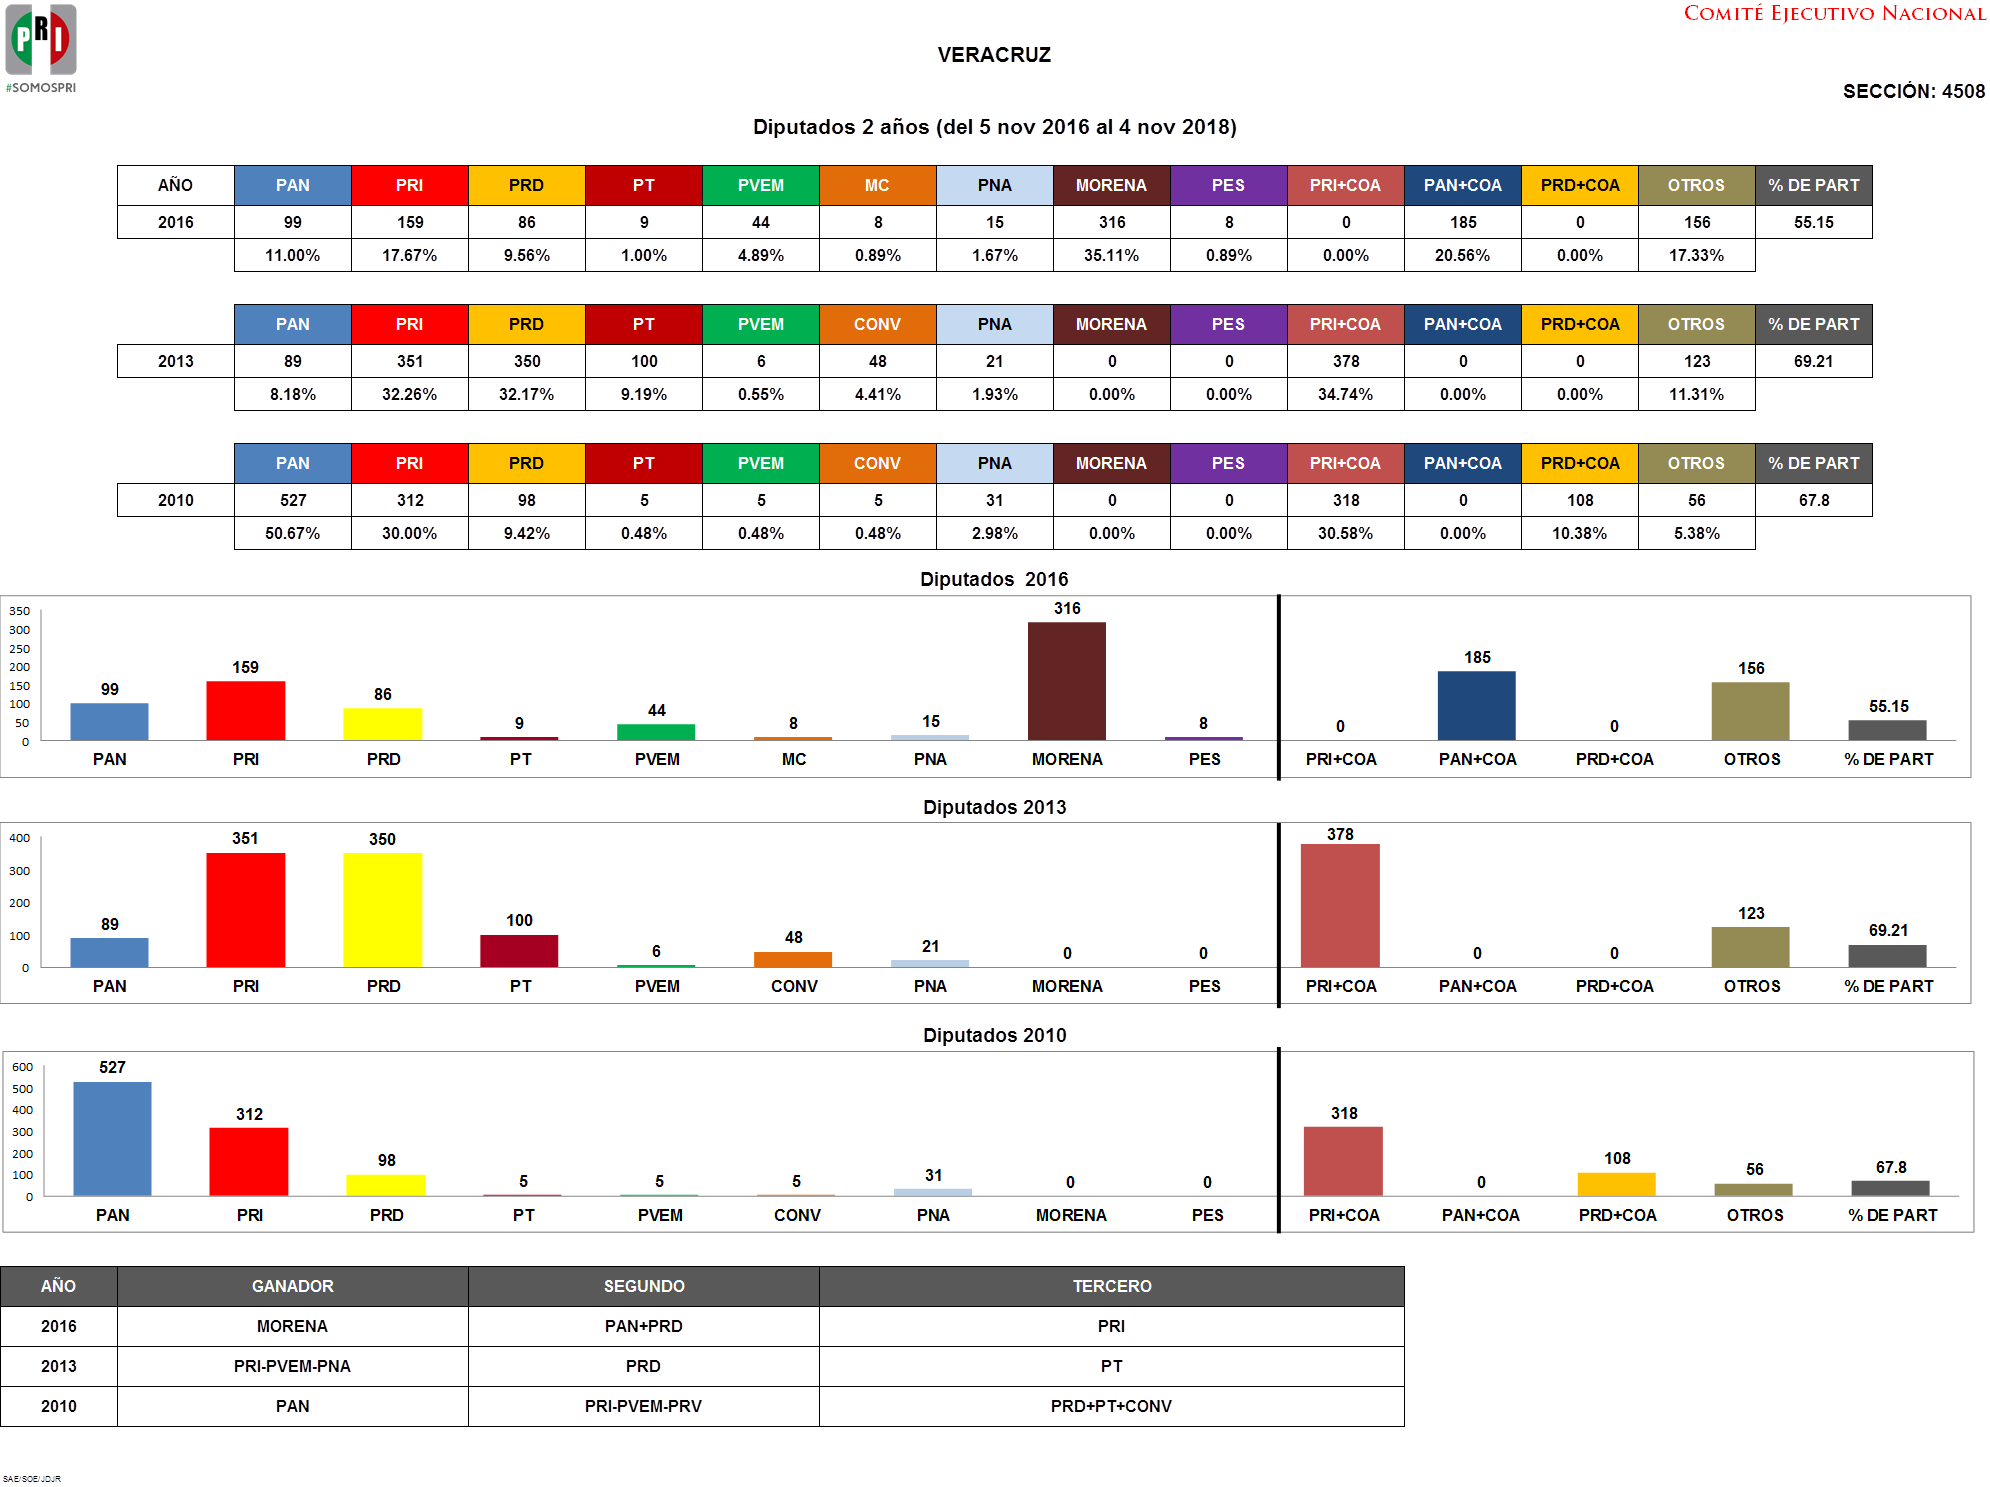 PRI
#SOMOSPRI
COMITÉ EJECUTIVO NACIONAL
VERACRUZ
SECCIÓN: 4508
Diputados 2 años (del 5 nov 2016 al 4 nov 2018)
AÑO PAN PRI PRD PT PVEM MC PNA MORENA PES PRI+COA PAN+COA PRD+COA OTROS % DE PART
2016 99 159 86 9 44 8 15 316 8 0 185 0 156 55.15
11.00% 17.67% 9.56% 1.00% 4.89% 0.89% 1.67% 35.11% 0.89% 0.00% 20.56% 0.00% 17.33%
PAN PRI PRD PT PVEM CONV PNA MORENA PES PRI+COA PAN+COA PRD+COA OTROS % DE PART
2013 89 351 350 100 6 48 21 0 0 378 0 0 123 69.21
8.18% 32.26% 32.17% 9.19% 0.55% 4.41% 1.93% 0.00% 0.00% 34.74% 0.00% 0.00% 11.31%
PAN PRI PRD PT PVEM CONV PNA MORENA PES PRI+COA PAN+COA PRD+COA OTROS % DE PART
2010 527 312 98 5 5 5 31 0 0 318 0 108 56 67.8
50.67% 30.00% 9.42% 0.48% 0.48% 0.48% 2.98% 0.00% 0.00% 30.58% 0.00% 10.38% 5.38%
Diputados 2016
350
300
250
200
150
100
50
0
99 159 86 9 44 8 15 316 8 0 185 0 156 55.15
PAN PRI PRD PT PVEM MC PNA MORENA PES PRI+COA PAN+COA PRD+COA OTROS % DE PART
Diputados 2013
400
300
200
100
0
89 351 350 100 6 48 21 0 0 378 0 0 123 69.21
PAN PRI PRD PT PVEM CONV PNA MORENA PES PRI+COA PAN+COA PRD+COA OTROS % DE PART
Diputados 2010
600
500
400
300
200
100
0
527 312 98 5 5 5 31 0 0 318 0 108 56 67.8
PAN PRI PRD PT PVEM CONV PNA MORENA PES PRI+COA PAN+COA PRD+COA OTROS % DE PART
AÑO GANADOR SEGUNDO TERCERO
2016 MORENA PAN+PRD PRI
2013 PRI-PVEM-PNA PRD PT
2010 PAN PRI-PVEM-PRV PRD+PT+CONV
SAE/SOE/JDJR